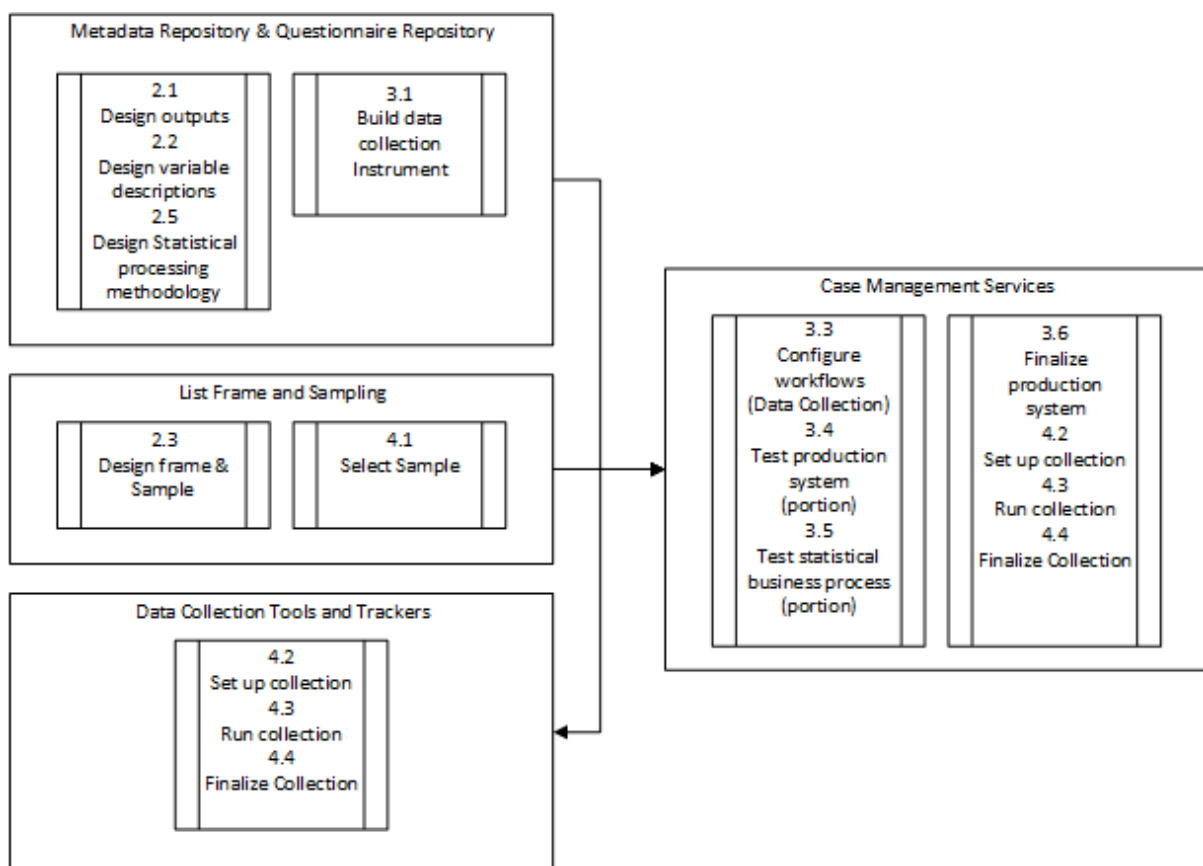 Metadata Repository & Questionnaire Repository
2.1
Design outputs
2.2
Design variable
descriptions
2.5
Design Statistical
processing
methodology
3.1
Build data
collection
Instrument
List Frame and Sampling
2.3
Design frame &
Sample
4.1
Select Sample
Data Collection Tools and Trackers
4.2
Set up collection
4.3
Run collection
4.4
Finalize Collection
Case Management Services
3.3
Configure
workflows
(Data Collection)
3.4
Test production
system
(portion)
3.5
Test statistical
business process
(portion)
3.6
Finalize
production
system
4.2
Set up collection
4.3
Run collection
4.4
Finalize Collection